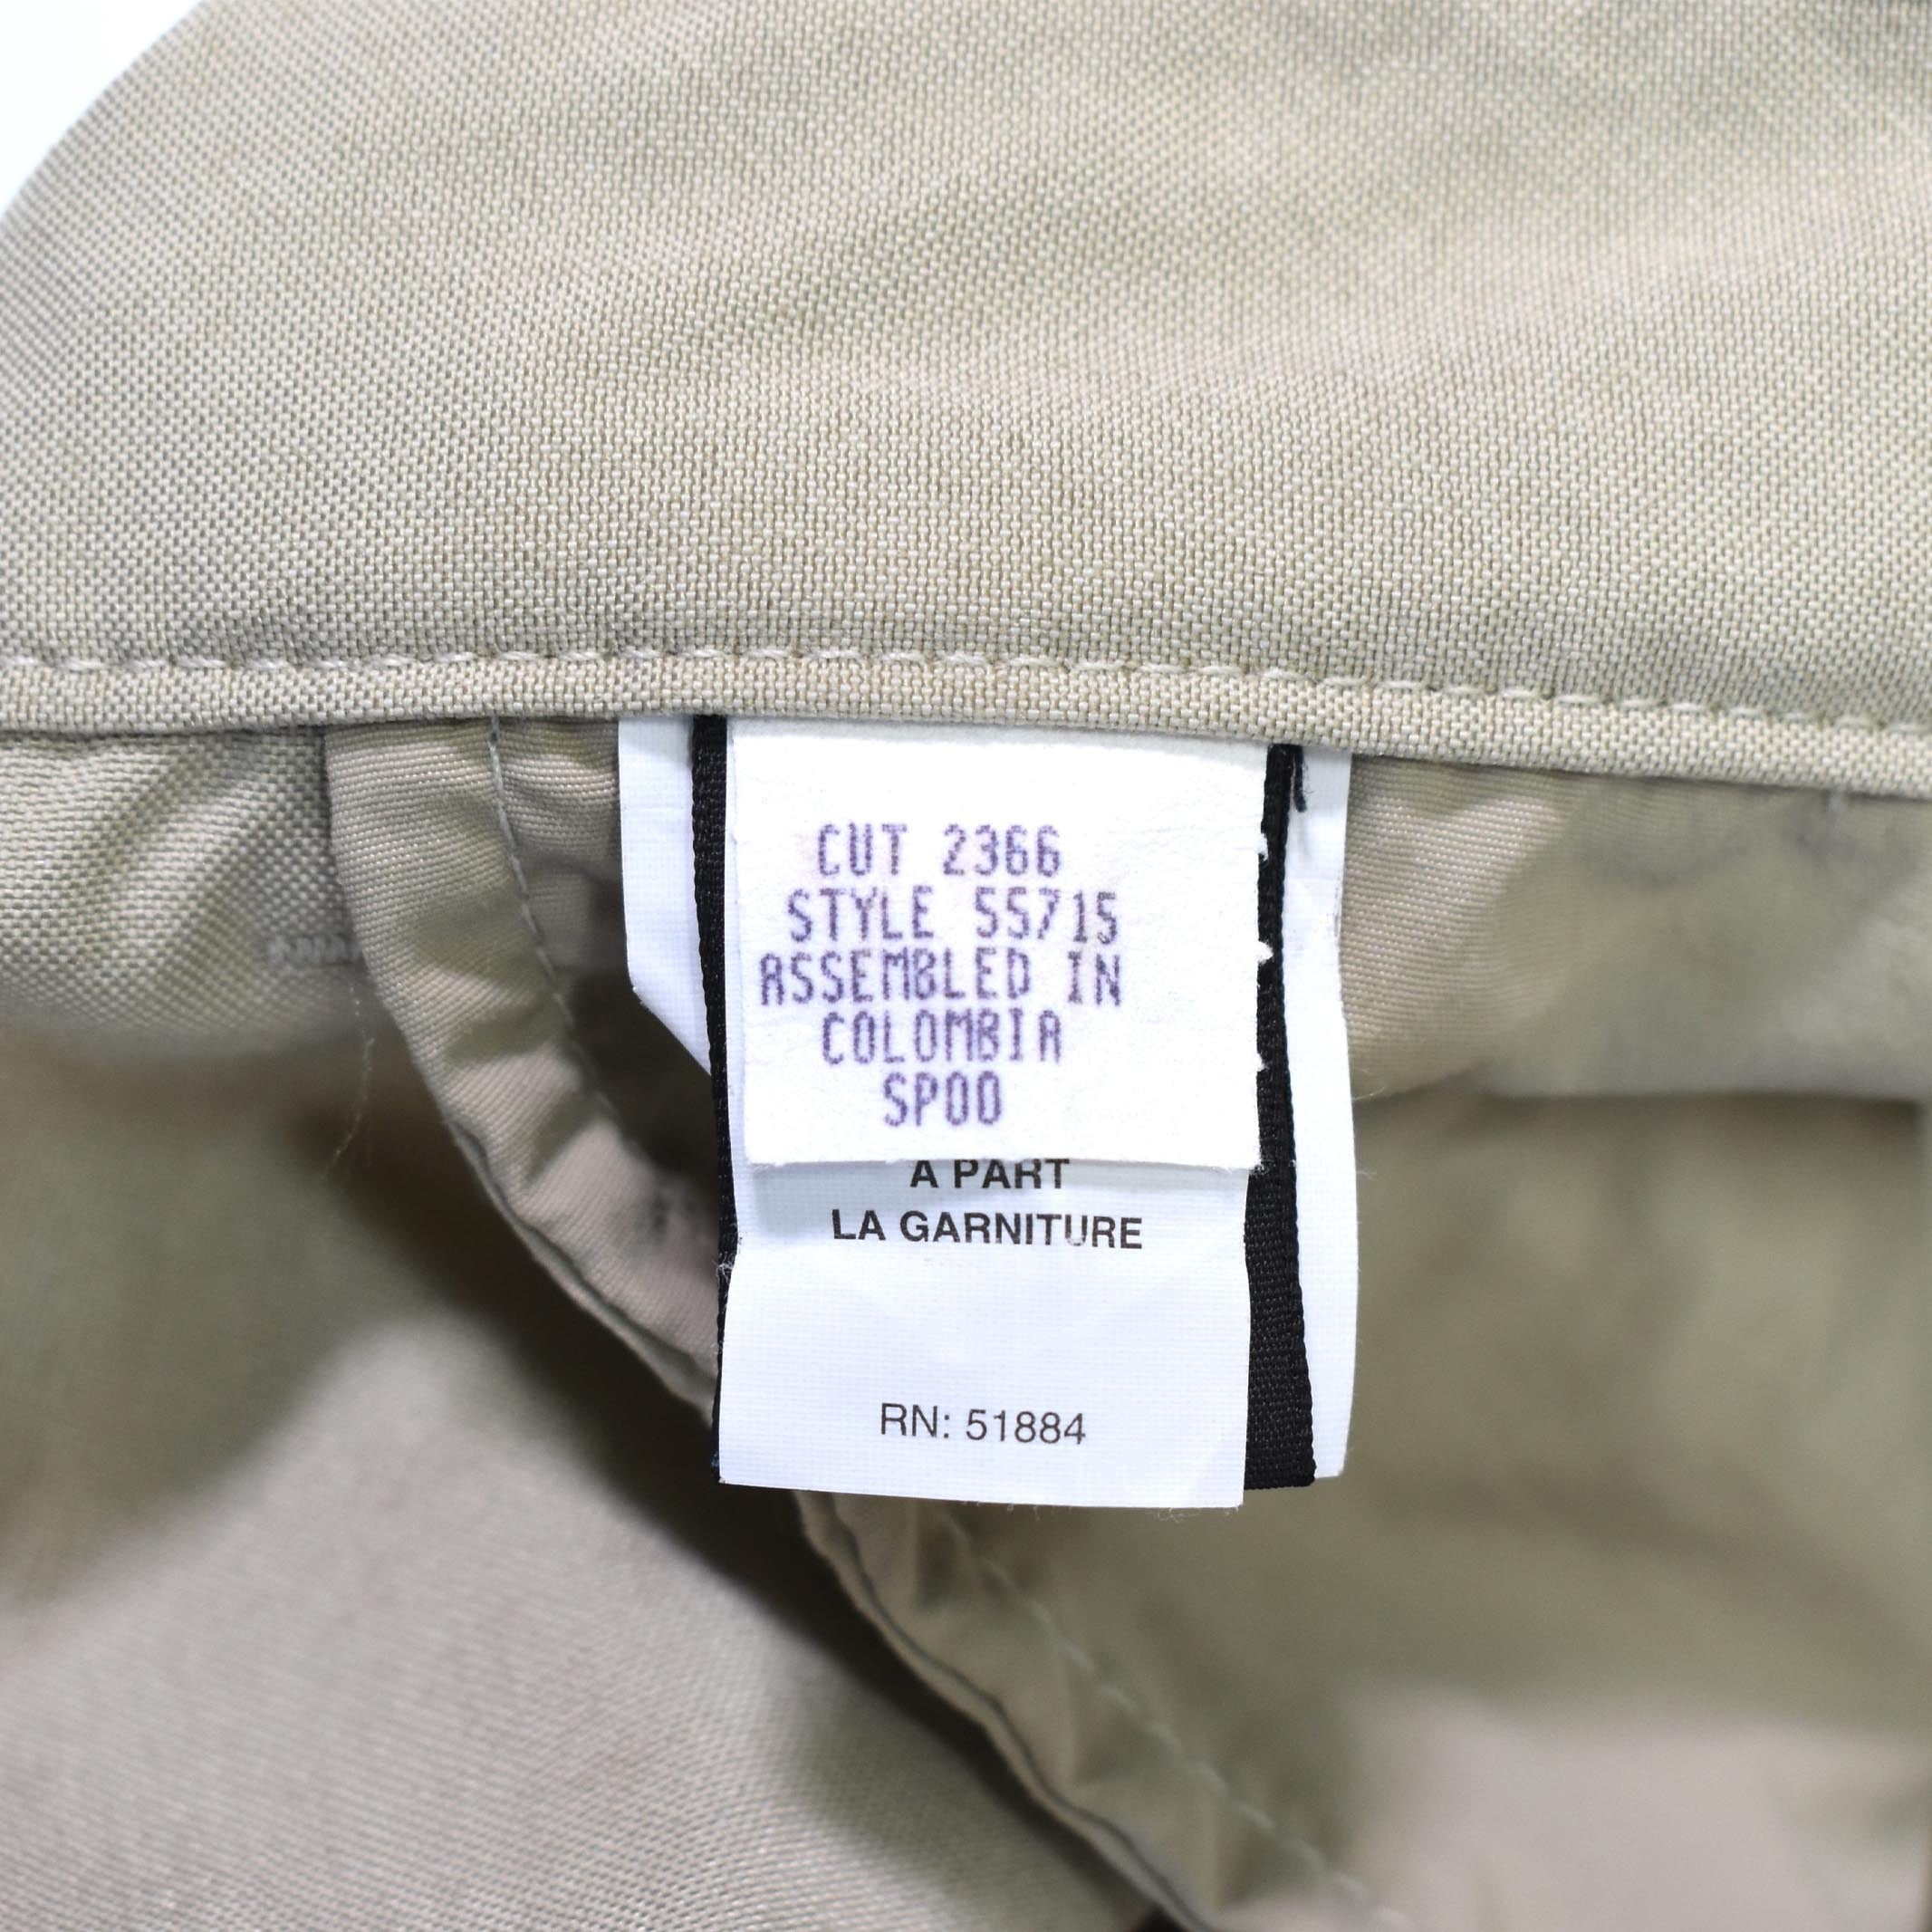 CUT 2366
STYLE 55715
ASSEMBLED IN
COLOMBIA
SP00
A PART
LA GARNITURE
RN: 51884